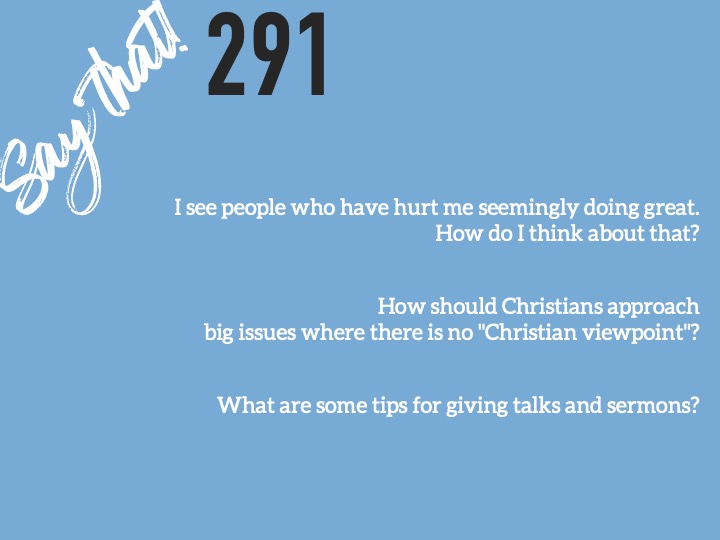 Say that!
291
I see people who have hurt me seemingly doing great.
How do I think about that?
How should Christians approach
big issues where there is no "Christian viewpoint"?
What are some tips for giving talks and sermons?